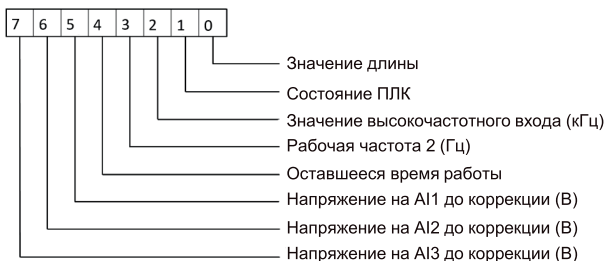 7 6 5 4 3 2 1 0
Значение длины
Состояние ПЛК
Значение высокочастотного входа (кГц)
Рабочая частота 2 (Гц)
Оставшееся время работы
Напряжение на AI1 до коррекции (В)
Напряжение на AI2 до коррекции (В)
Напряжение на AI3 до коррекции (В)